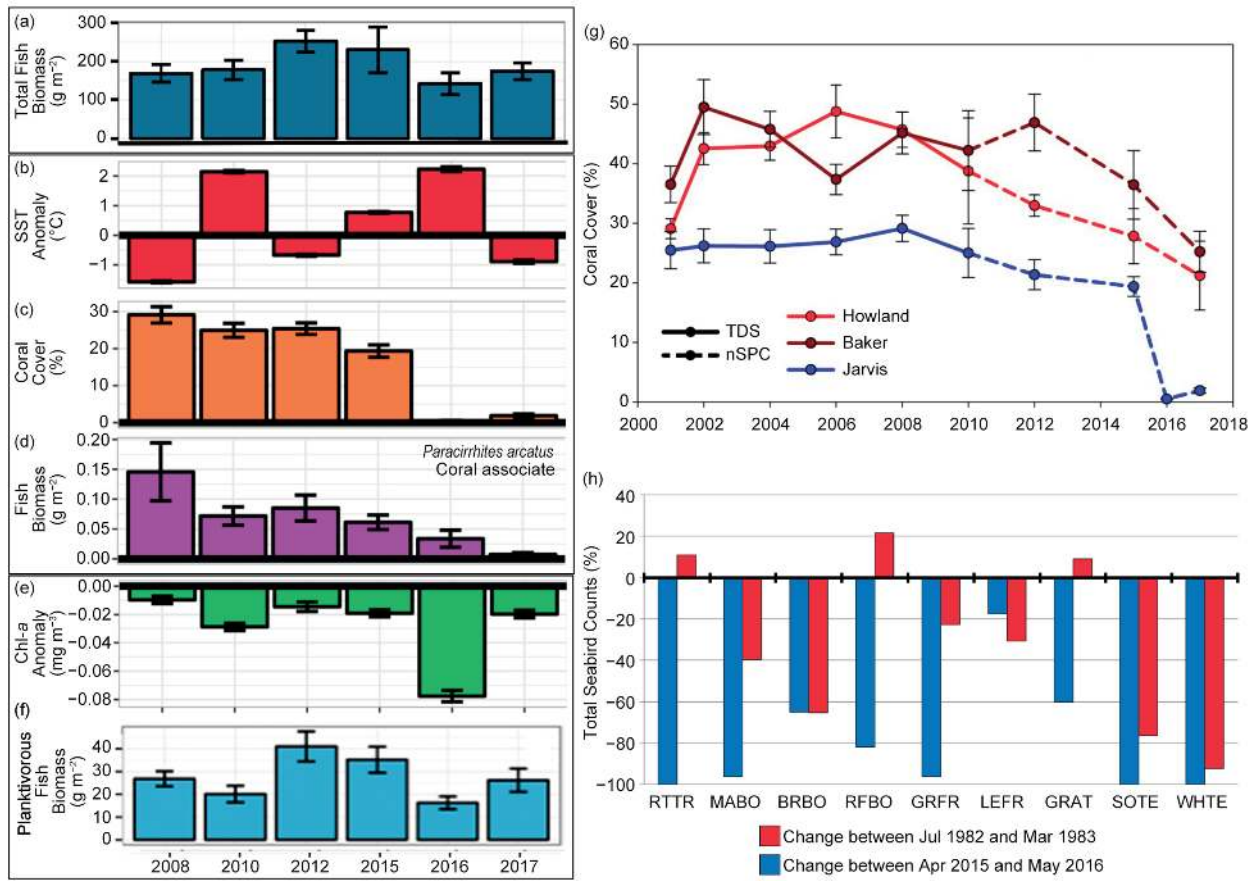 (a)
Total Fish
Biomass
(g m⁻²)
300
200
100
0
(b)
SST
Anomaly
(°C)
2
1
0
−1
(c)
Coral
Cover
(%)
30
20
10
0
(d)
Fish
Biomass
(g m⁻²)
0.20
0.15
0.10
0.05
0.00
Paracirrhites arcatus
Coral associate
(e)
Chl-a
Anomaly
(mg m⁻³)
0.00
−0.02
−0.04
−0.06
−0.08
(f)
Planktivorous
Fish
Biomass
(g m⁻²)
40
30
20
10
0
2008 2010 2012 2015 2016 2017
(g)
Coral Cover (%)
60
50
40
30
20
10
0
TDS
nSPC
Howland
Baker
Jarvis
2000 2002 2004 2006 2008 2010 2012 2014 2016 2018
(h)
Total Seabird Counts (%)
40
20
0
−20
−40
−60
−80
−100
RTTR MABO BRBO RFBO GRFR LEFR GRAT SOTE WHTE
Change between Jul 1982 and Mar 1983
Change between Apr 2015 and May 2016